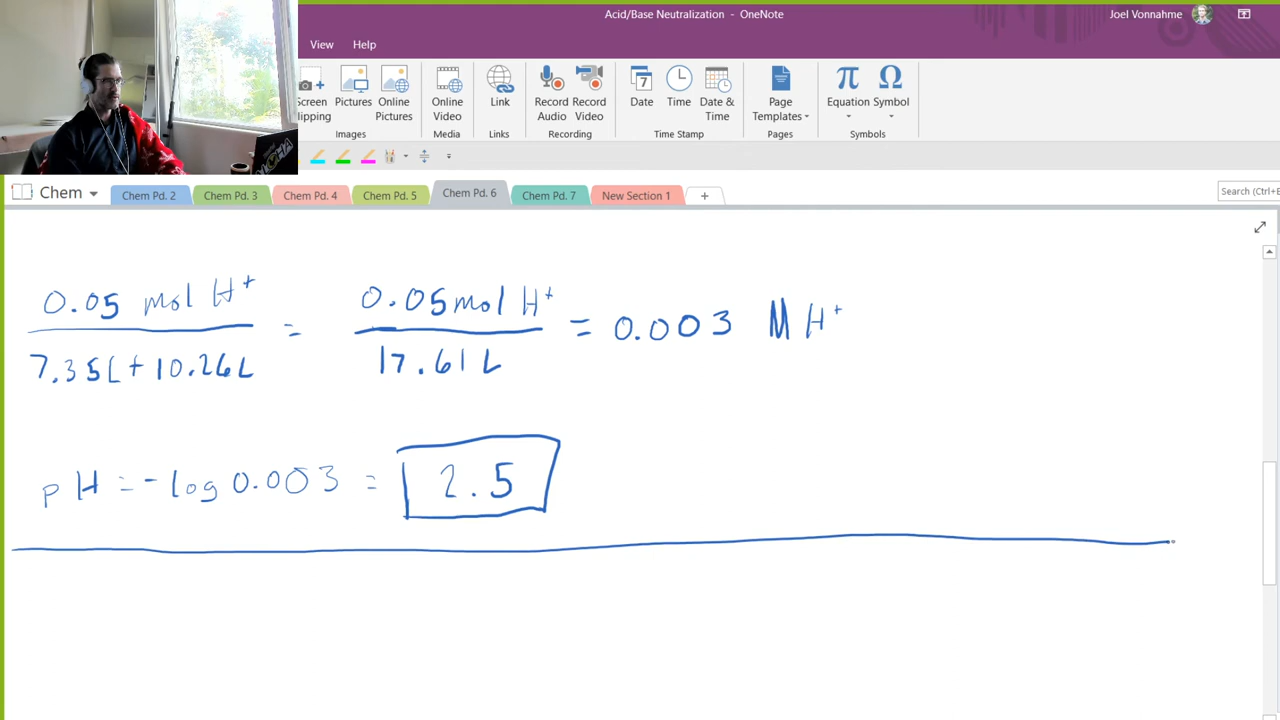 Acid/Base Neutralization - OneNote
Joel Vonnahme
View Help
Screen
Clipping
Pictures
Online
Pictures
Images
Online
Video
Media
Link
Links
Record
Audio
Record
Video
Recording
7
Date
Time
Date &
Time
Time Stamp
Page
Templates
Pages
π
Equation
Ω
Symbol
Symbols
Chem
Chem Pd. 2
Chem Pd. 3
Chem Pd. 4
Chem Pd. 5
Chem Pd. 6
Chem Pd. 7
New Section 1
+
Search (Ctrl+E
0.05 mol H+ / 7.35L+10.26L = 0.05mol H+ / 17.61 L = 0.003 M H+
pH = -log 0.003 = 2.5